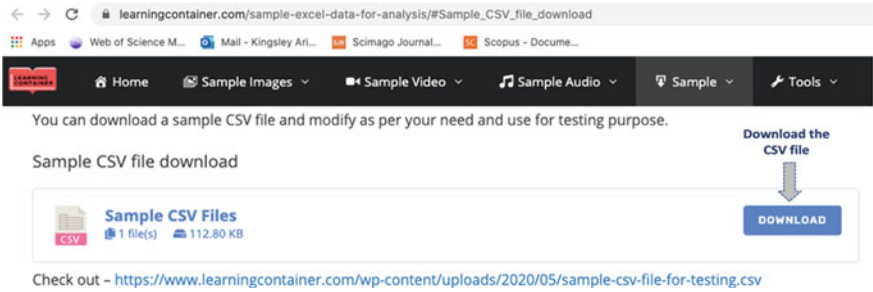 learningcontainer.com/sample-excel-data-for-analysis/#Sample_CSV_file_download
Apps Web of Science M... Mail - Kingsley Ari... Scimago Journal... SC Scopus - Docume...
LEARNING CONTAINER Home Sample Images Sample Video Sample Audio Sample Tools
You can download a sample CSV file and modify as per your need and use for testing purpose.
Download the
CSV file
Sample CSV file download
Sample CSV Files
CSV 1 file(s) 112.80 KB
DOWNLOAD
Check out – https://www.learningcontainer.com/wp-content/uploads/2020/05/sample-csv-file-for-testing.csv